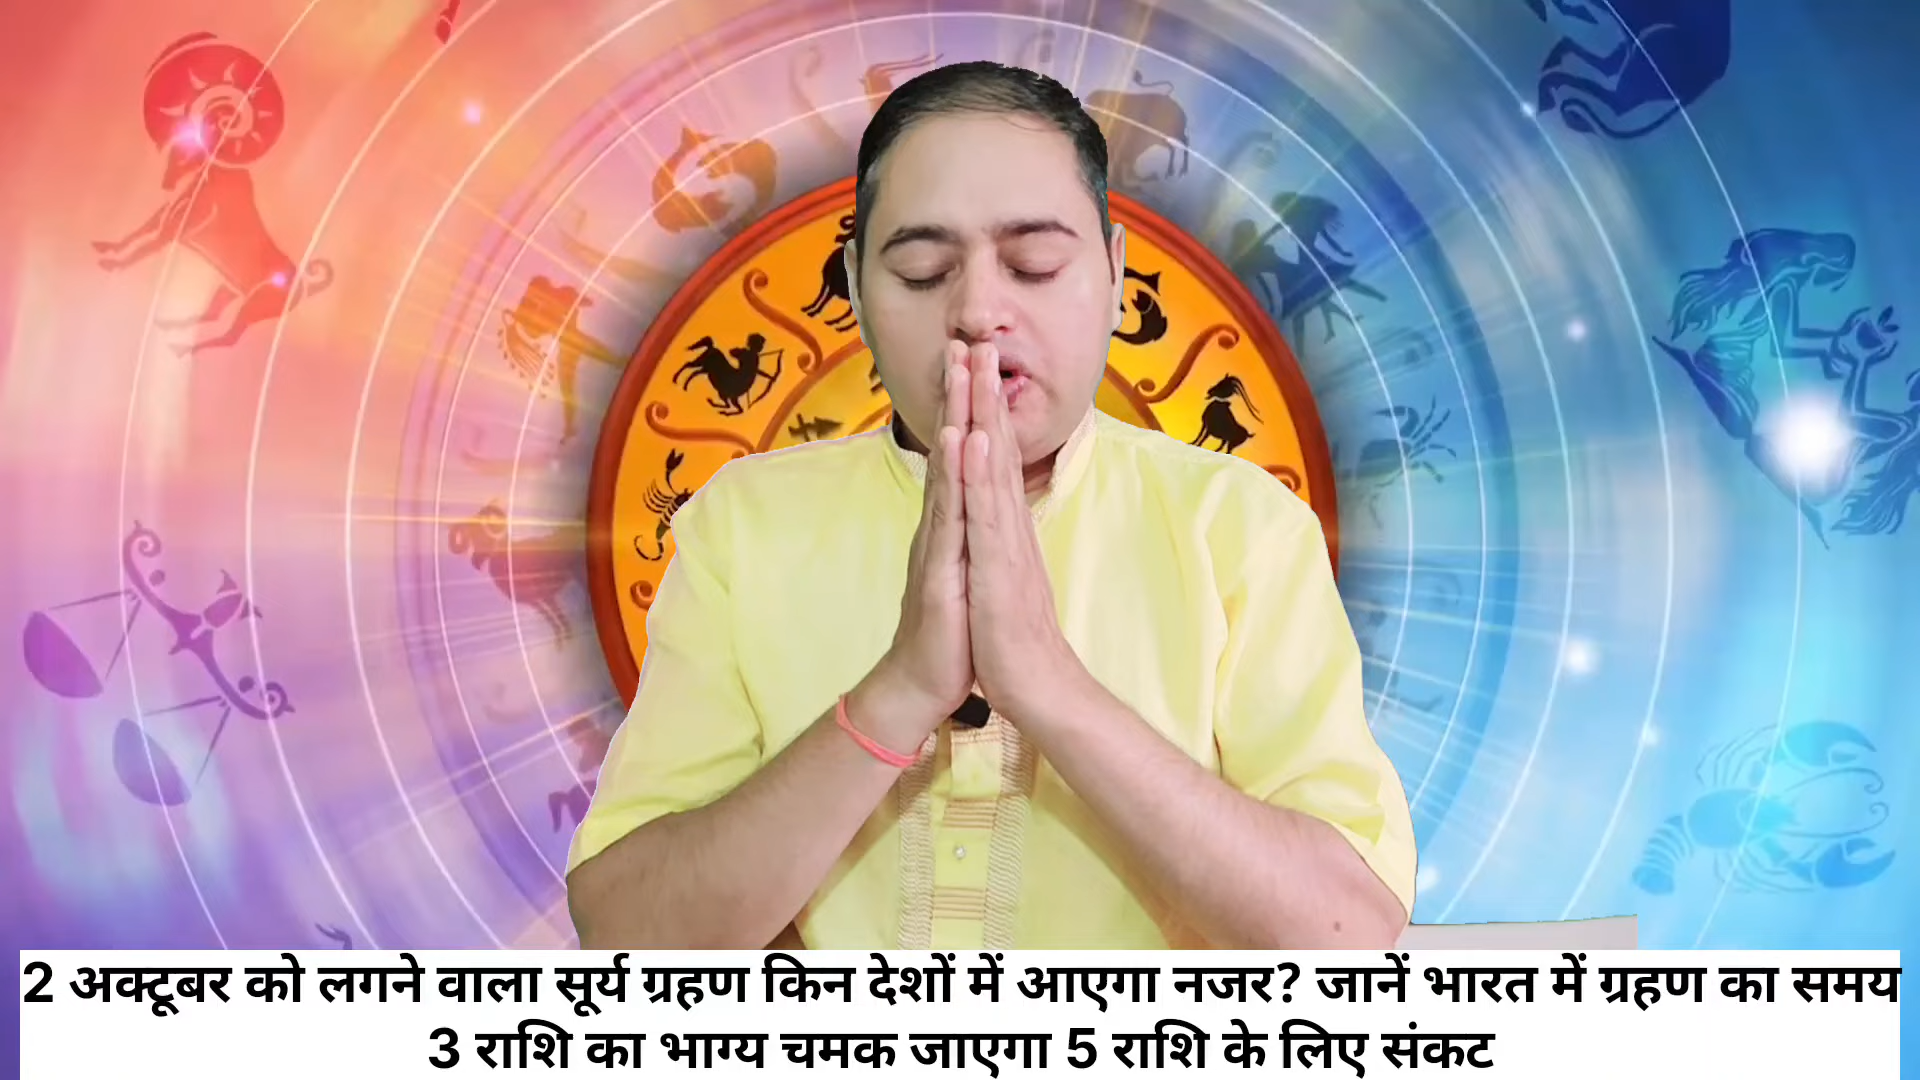 2 अक्टूबर को लगने वाला सूर्य ग्रहण किन देशों में आएगा नजर? जानें भारत में ग्रहण का समय
3 राशि का भाग्य चमक जाएगा 5 राशि के लिए संकट